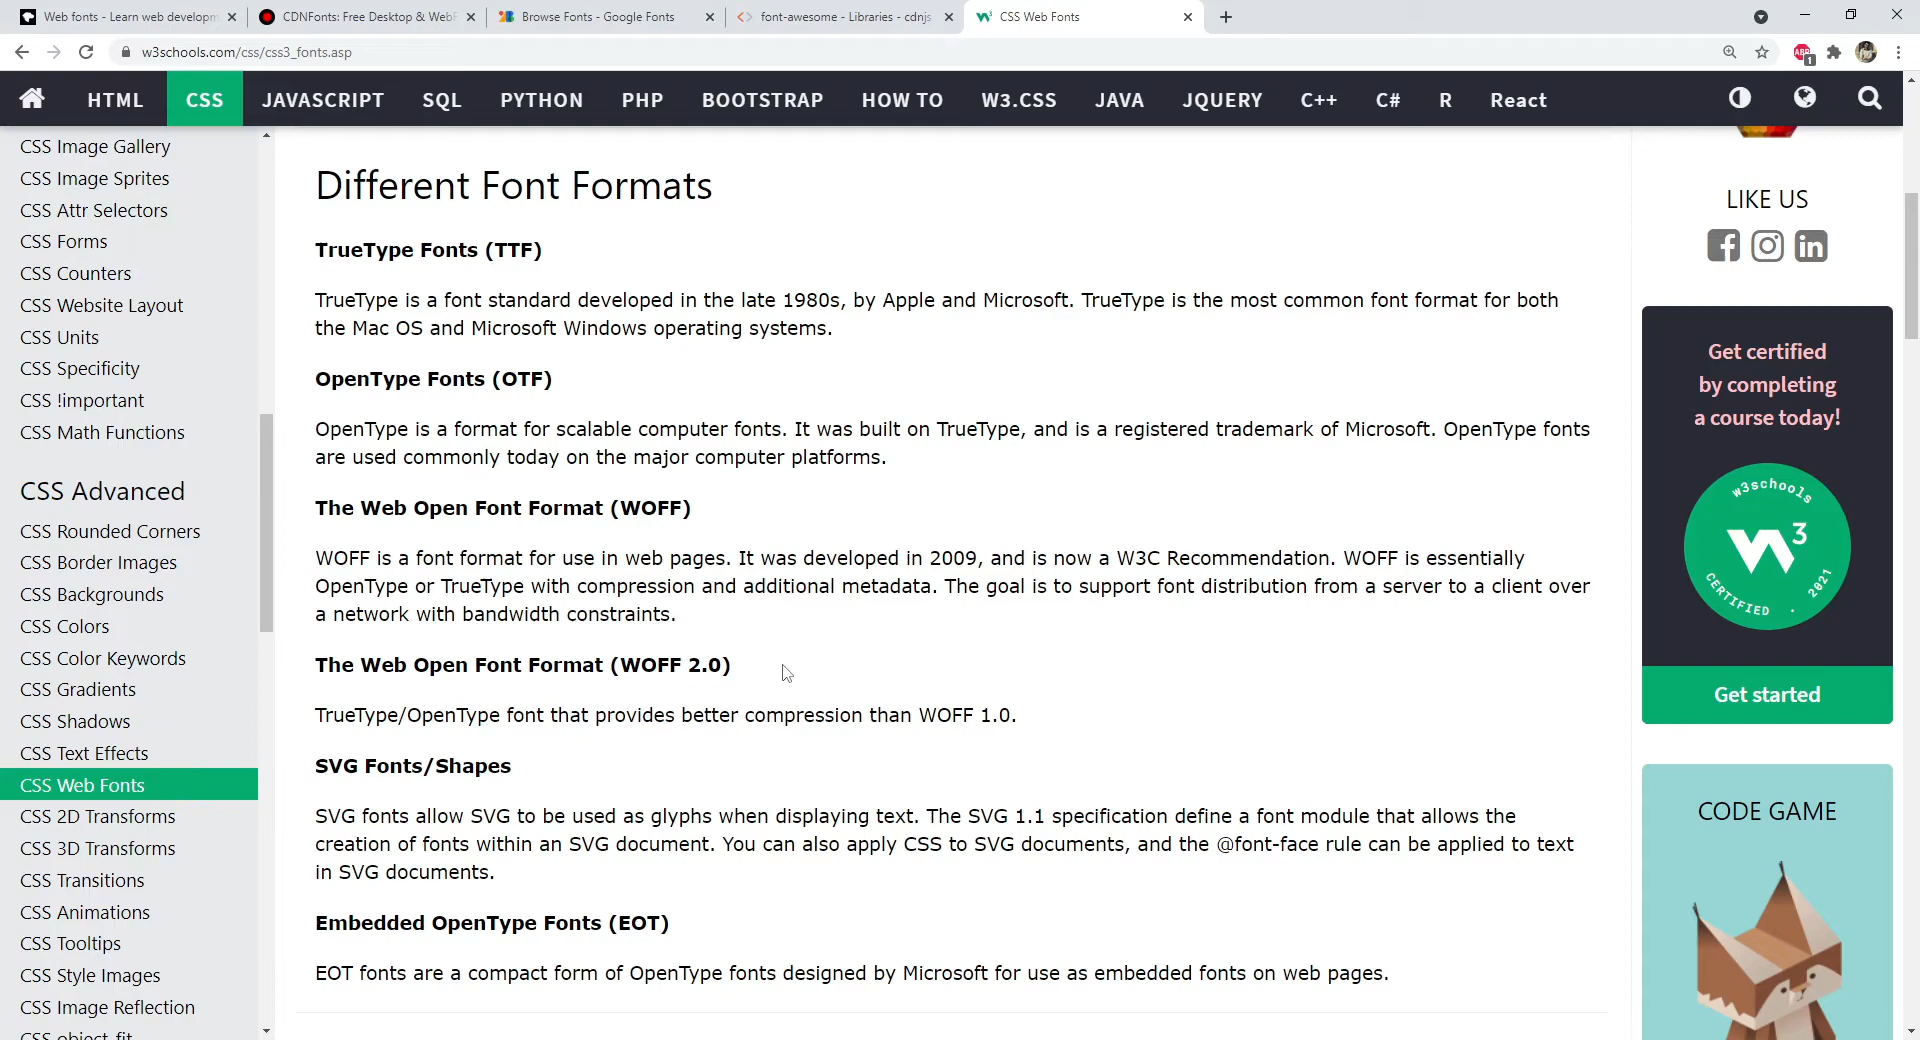 Web fonts - Learn web developm
CDNFonts: Free Desktop & WebF
Browse Fonts - Google Fonts
font-awesome - Libraries - cdnjs
CSS Web Fonts
w3schools.com/css/css3_fonts.asp
ABP
1
HTML
CSS
JAVASCRIPT
SQL
PYTHON
PHP
BOOTSTRAP
HOW TO
W3.CSS
JAVA
JQUERY
C++
C#
R
React
CSS Image Gallery
CSS Image Sprites
CSS Attr Selectors
CSS Forms
CSS Counters
CSS Website Layout
CSS Units
CSS Specificity
CSS !important
CSS Math Functions
CSS Advanced
CSS Rounded Corners
CSS Border Images
CSS Backgrounds
CSS Colors
CSS Color Keywords
CSS Gradients
CSS Shadows
CSS Text Effects
CSS Web Fonts
CSS 2D Transforms
CSS 3D Transforms
CSS Transitions
CSS Animations
CSS Tooltips
CSS Style Images
CSS Image Reflection
CSS object-fit
Different Font Formats
TrueType Fonts (TTF)
TrueType is a font standard developed in the late 1980s, by Apple and Microsoft. TrueType is the most common font format for both
the Mac OS and Microsoft Windows operating systems.
OpenType Fonts (OTF)
OpenType is a format for scalable computer fonts. It was built on TrueType, and is a registered trademark of Microsoft. OpenType fonts
are used commonly today on the major computer platforms.
The Web Open Font Format (WOFF)
WOFF is a font format for use in web pages. It was developed in 2009, and is now a W3C Recommendation. WOFF is essentially
OpenType or TrueType with compression and additional metadata. The goal is to support font distribution from a server to a client over
a network with bandwidth constraints.
The Web Open Font Format (WOFF 2.0)
TrueType/OpenType font that provides better compression than WOFF 1.0.
SVG Fonts/Shapes
SVG fonts allow SVG to be used as glyphs when displaying text. The SVG 1.1 specification define a font module that allows the
creation of fonts within an SVG document. You can also apply CSS to SVG documents, and the @font-face rule can be applied to text
in SVG documents.
Embedded OpenType Fonts (EOT)
EOT fonts are a compact form of OpenType fonts designed by Microsoft for use as embedded fonts on web pages.
LIKE US
Get certified
by completing
a course today!
w3schools
W3
CERTIFIED . 2021
Get started
CODE GAME